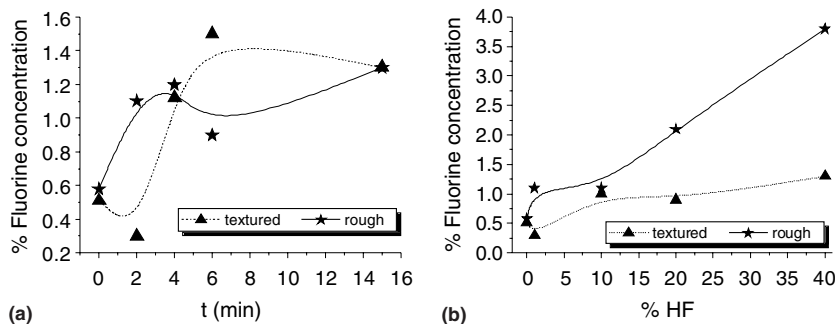 (a)
% Fluorine concentration
1.6
1.4
1.2
1.0
0.8
0.6
0.4
0.2
textured rough
0 2 4 6 8 10 12 14 16
t (min)
(b)
% Fluorine concentration
4.0
3.5
3.0
2.5
2.0
1.5
1.0
0.5
0.0
textured rough
0 5 10 15 20 25 30 35 40
% HF